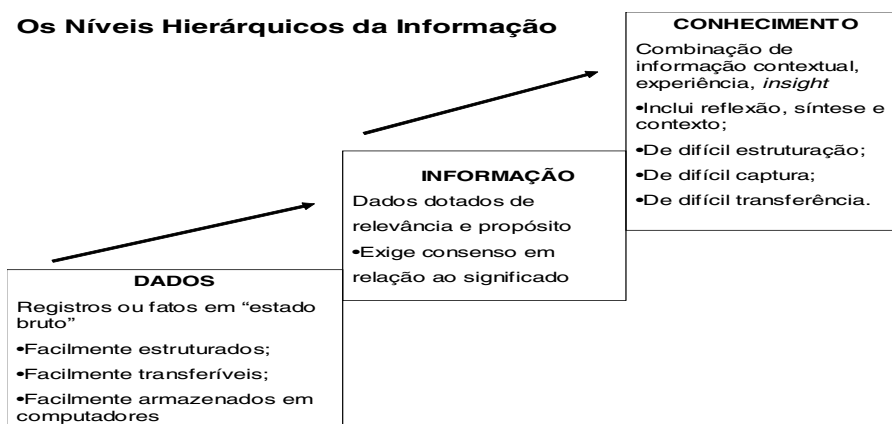 Os Níveis Hierárquicos da Informação
CONHECIMENTO
Combinação de
informação contextual,
experiência, insight
•Inclui reflexão, síntese e
contexto;
•De difícil estruturação;
•De difícil captura;
•De difícil transferência.
INFORMAÇÃO
Dados dotados de
relevância e propósito
•Exige consenso em
relação ao significado
DADOS
Registros ou fatos em “estado
bruto”
•Facilmente estruturados;
•Facilmente transferíveis;
•Facilmente armazenados em
computadores